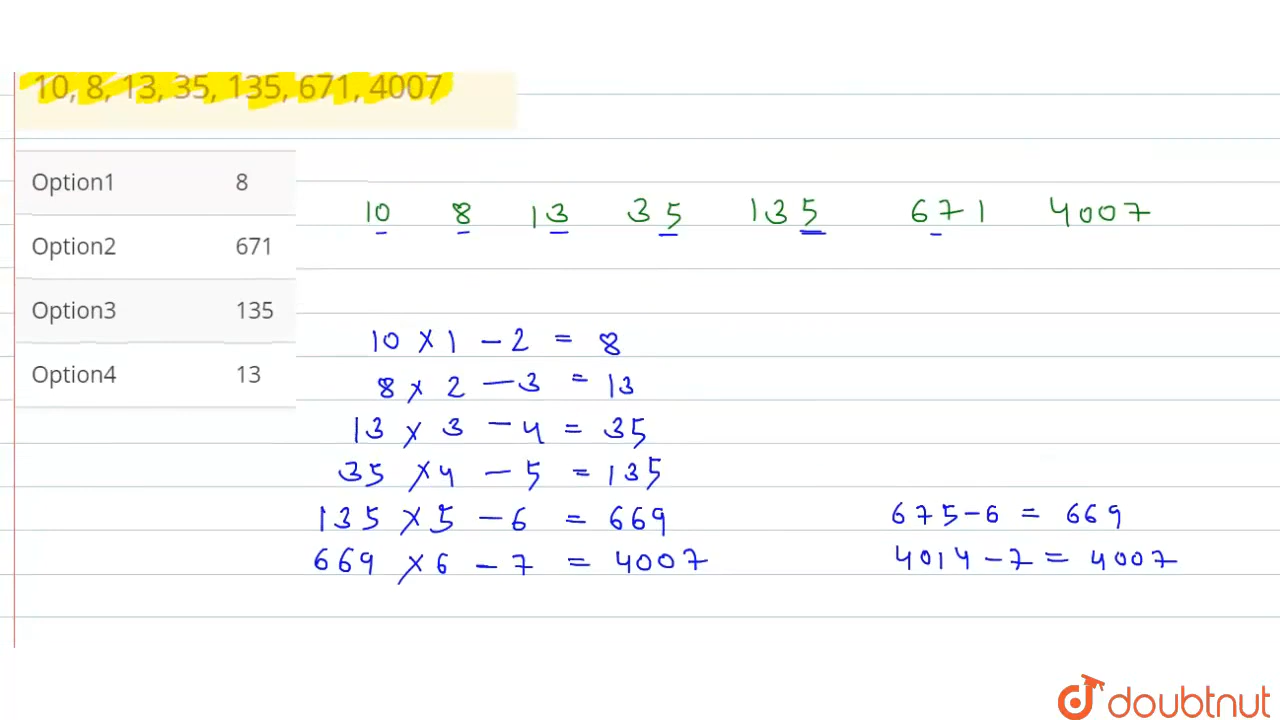 10, 8, 13, 35, 135, 671, 4007
Option1 8
Option2 671
Option3 135
Option4 13
10 8 13 35 135 671 4007
10 × 1 - 2 = 8
8 × 2 - 3 = 13
13 × 3 - 4 = 35
35 × 4 - 5 = 135
135 × 5 - 6 = 669
669 × 6 - 7 = 4007
675 - 6 = 669
4014 - 7 = 4007
doubtnut